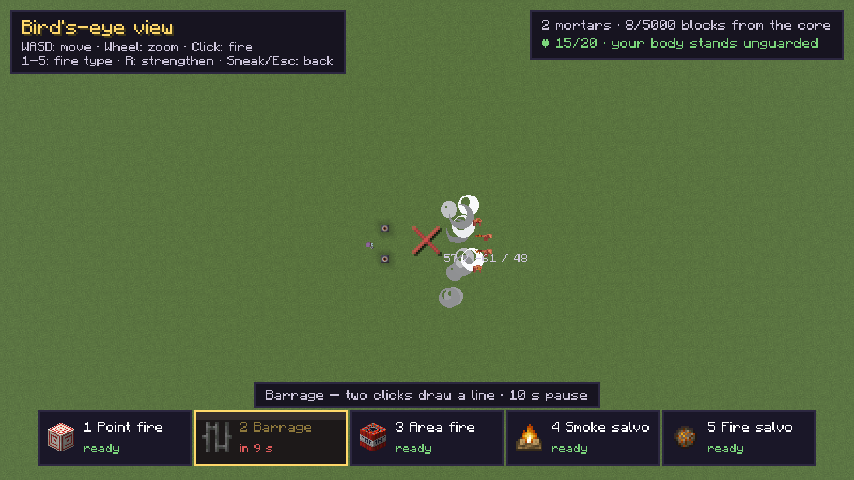 Bird's-eye view
WASD: move · Wheel: zoom · Click: fire
1-5: fire type · R: strengthen · Sneak/Esc: back
2 mortars · 8/5000 blocks from the core
15/20 · your body stands unguarded
/ 48
Barrage — two clicks draw a line · 10 s pause
1 Point fire
ready
2 Barrage
in 9 s
3 Area fire
ready
4 Smoke salvo
ready
5 Fire salvo
ready